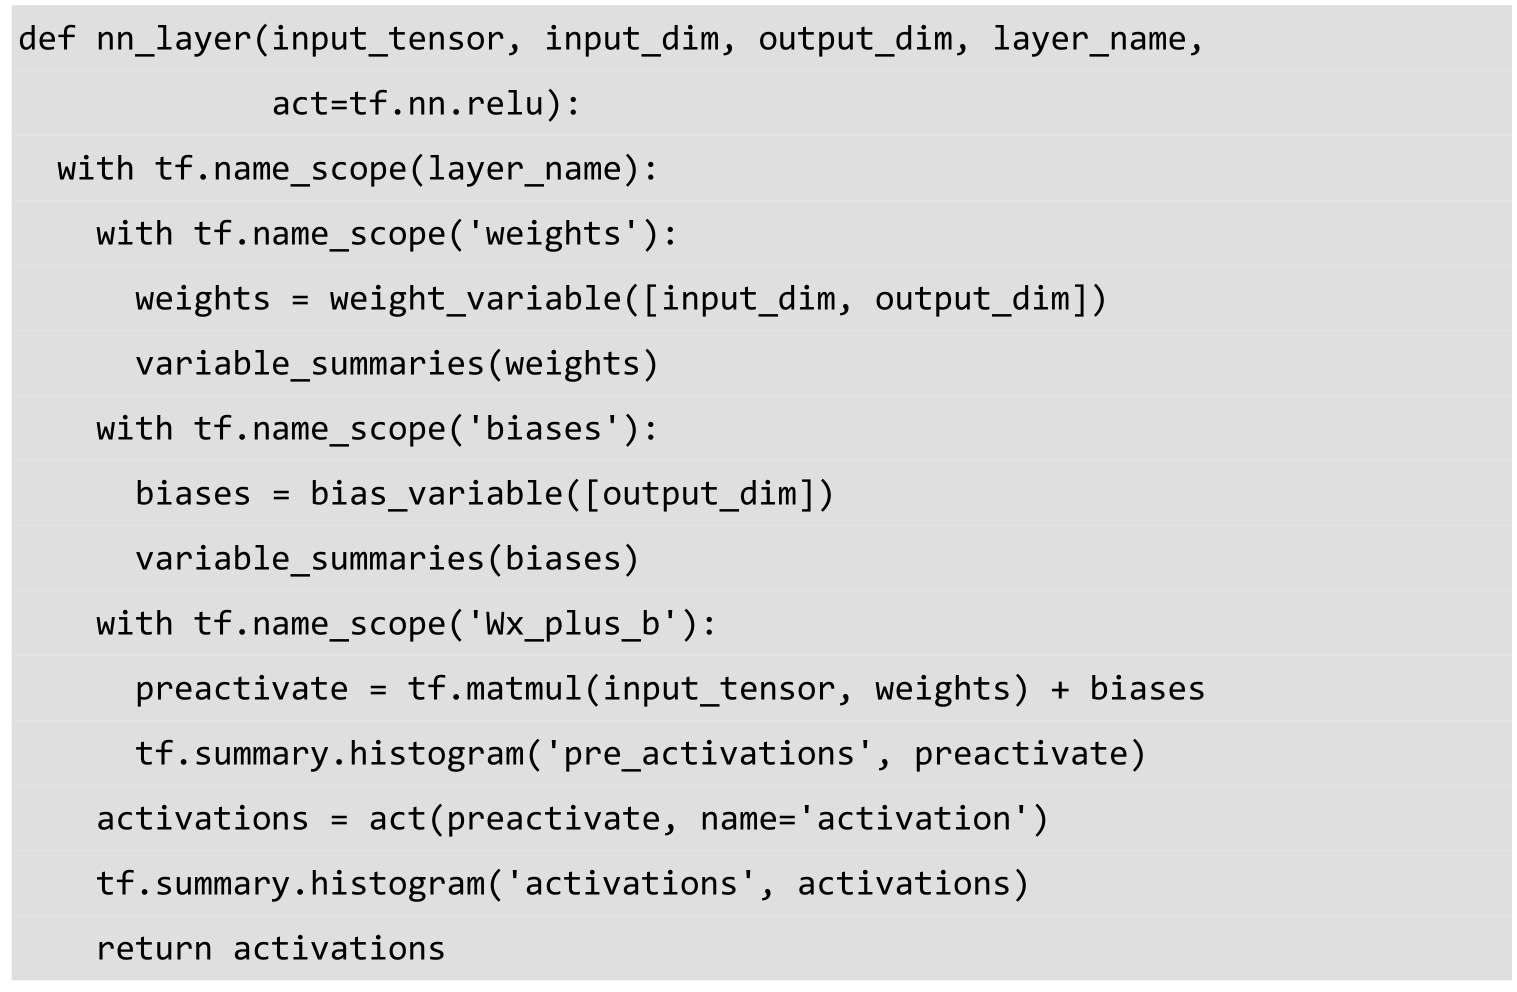 def nn_layer(input_tensor, input_dim, output_dim, layer_name,
             act=tf.nn.relu):
  with tf.name_scope(layer_name):
    with tf.name_scope('weights'):
      weights = weight_variable([input_dim, output_dim])
      variable_summaries(weights)
    with tf.name_scope('biases'):
      biases = bias_variable([output_dim])
      variable_summaries(biases)
    with tf.name_scope('Wx_plus_b'):
      preactivate = tf.matmul(input_tensor, weights) + biases
      tf.summary.histogram('pre_activations', preactivate)
    activations = act(preactivate, name='activation')
    tf.summary.histogram('activations', activations)
    return activations